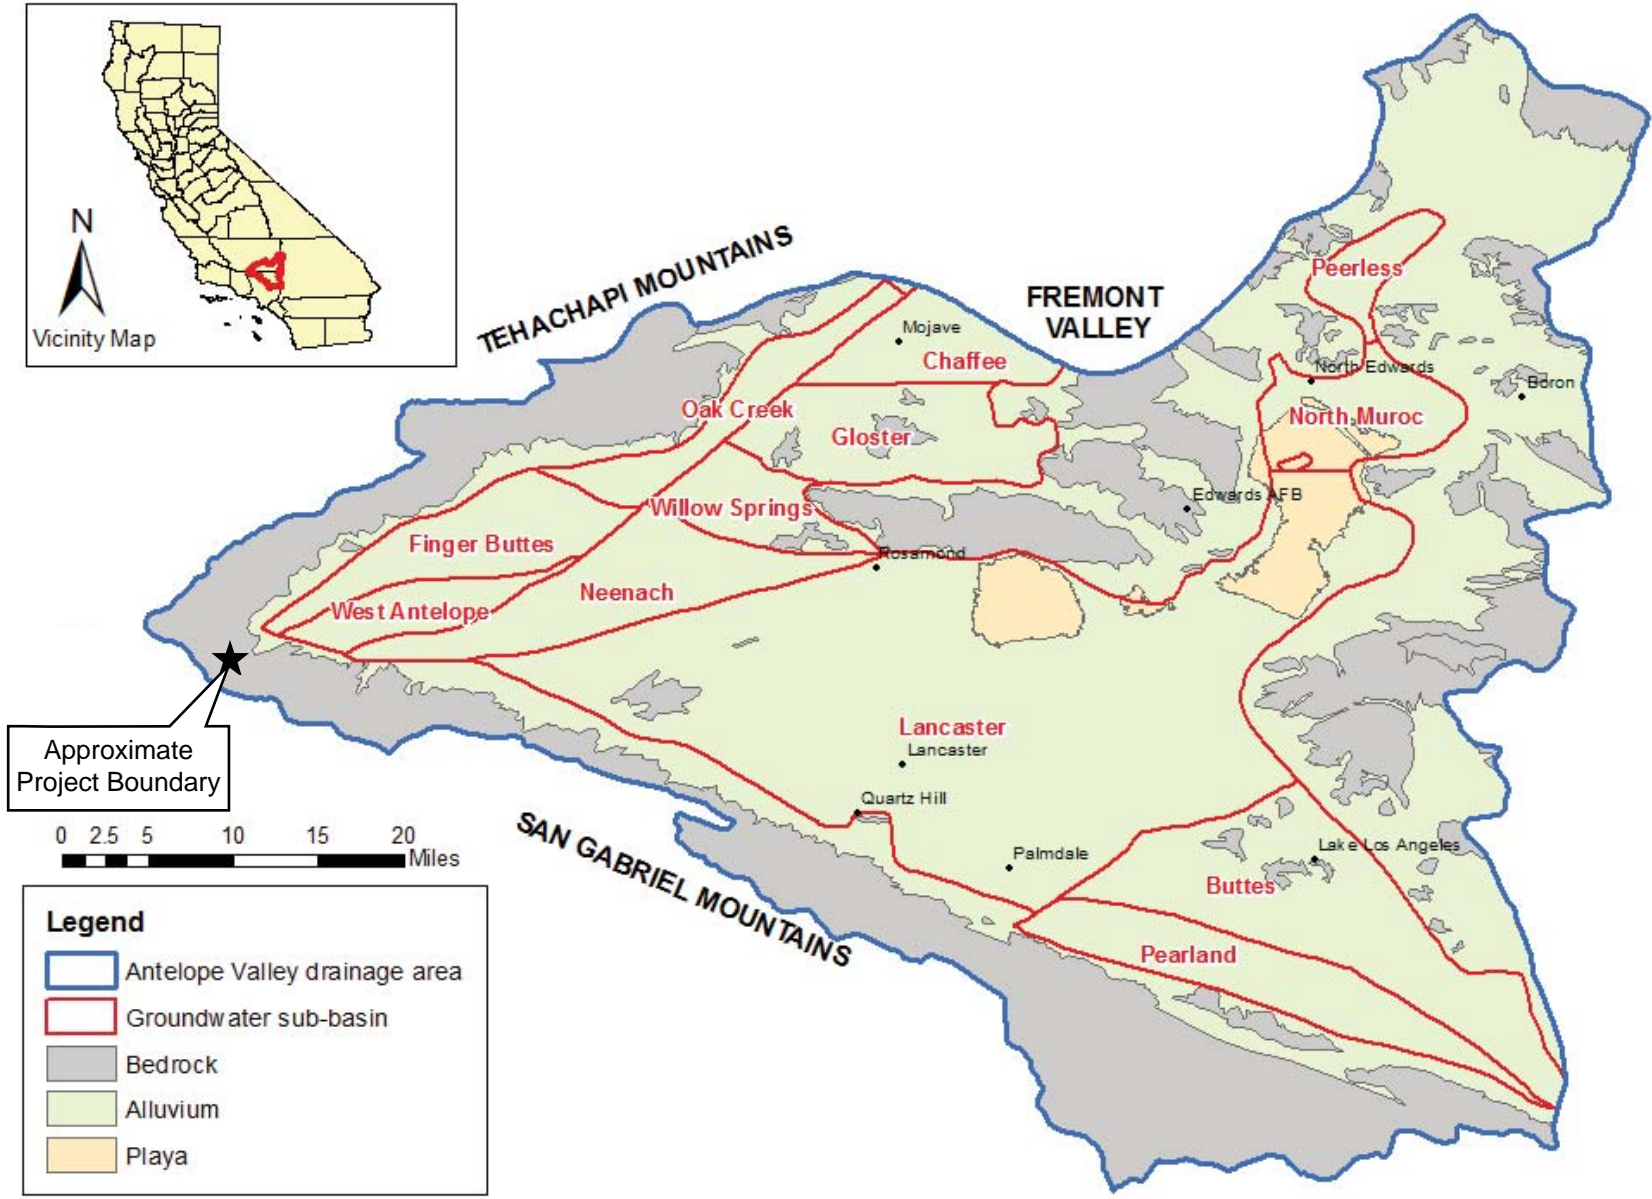 N
Vicinity Map
TEHACHAPI MOUNTAINS
FREMONT
VALLEY
Peerless
Mojave
Chaffee
North Edwards
Boron
Oak Creek
North Muroc
Gloster
Edwards AFB
Willow Springs
Finger Buttes
Rosamond
Neenach
West Antelope
Approximate
Project Boundary
Lancaster
Lancaster
Quartz Hill
Palmdale
Lake Los Angeles
Buttes
Pearland
SAN GABRIEL MOUNTAINS
0 2.5 5 10 15 20
Miles
Legend
Antelope Valley drainage area
Groundwater sub-basin
Bedrock
Alluvium
Playa